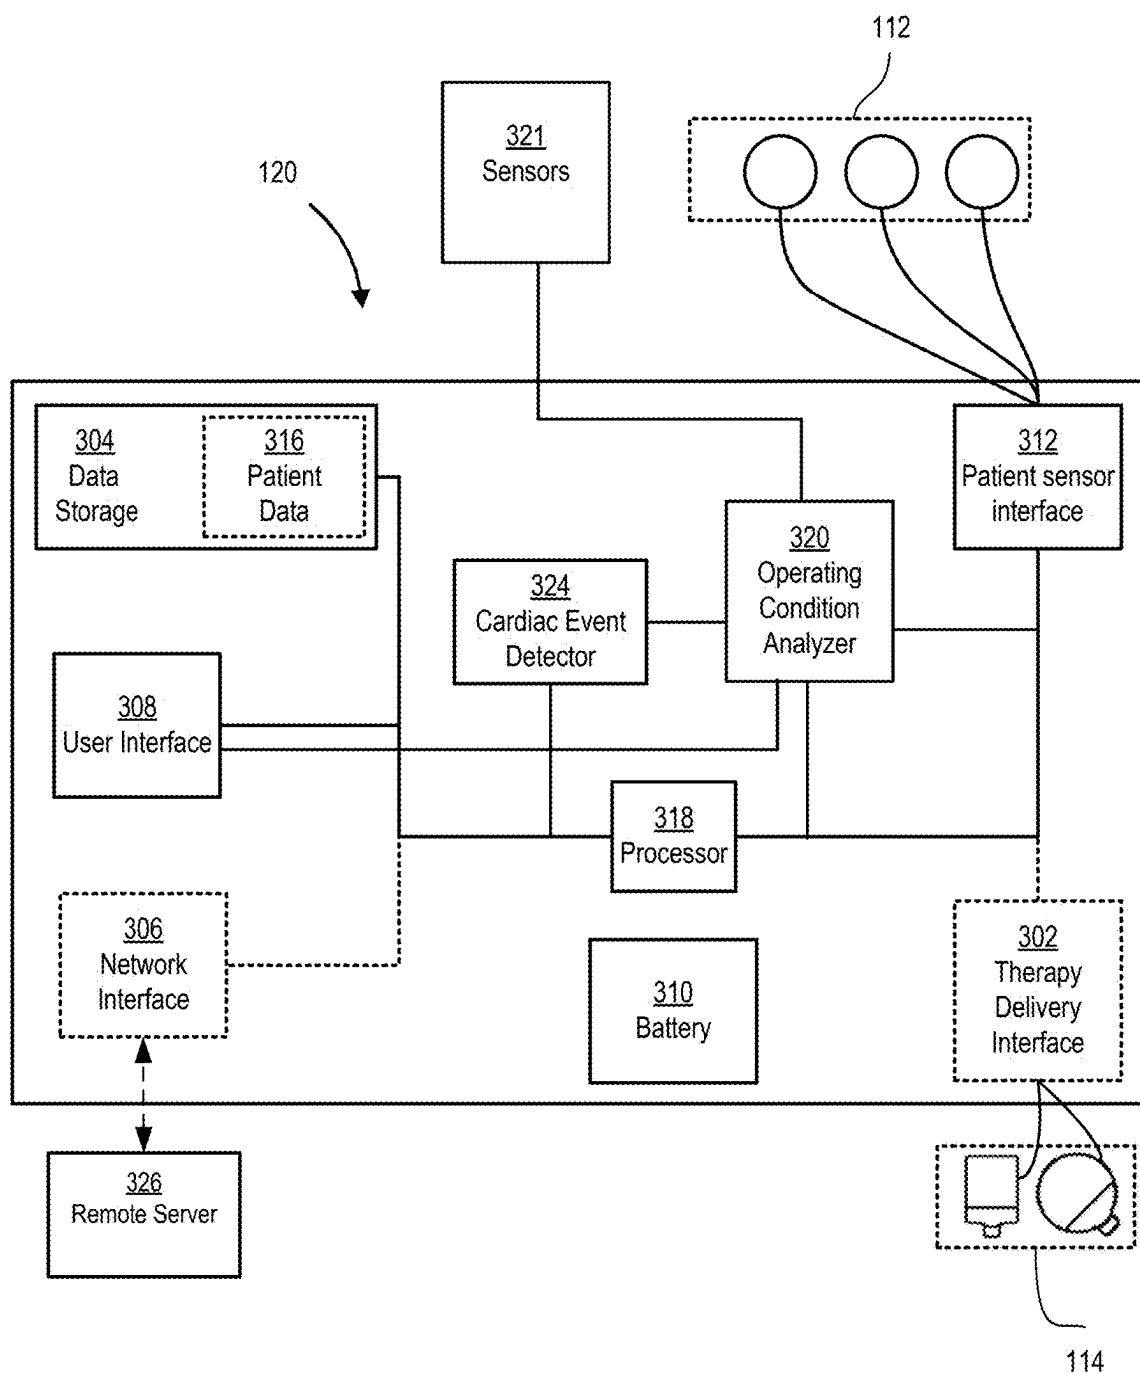 112
321
Sensors
120
304
Data
Storage
316
Patient
Data
312
Patient sensor
interface
320
Operating
Condition
Analyzer
324
Cardiac Event
Detector
308
User Interface
318
Processor
306
Network
Interface
310
Battery
302
Therapy
Delivery
Interface
326
Remote Server
114